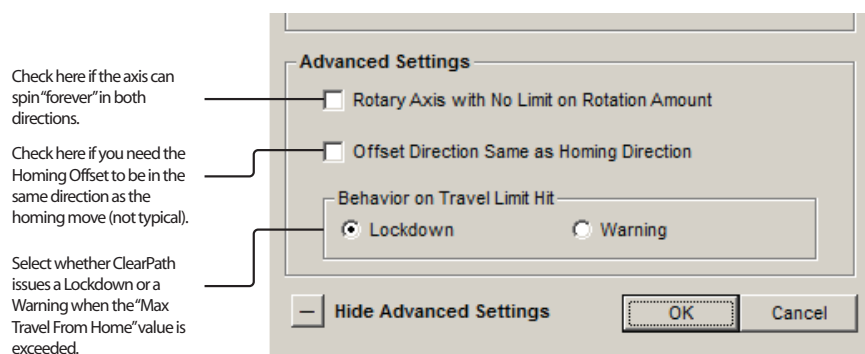 Check here if the axis can
spin “forever” in both
directions.
Check here if you need the
Homing Offset to be in the
same direction as the
homing move (not typical).
Select whether ClearPath
issues a Lockdown or a
Warning when the “Max
Travel From Home” value is
exceeded.
Advanced Settings
Rotary Axis with No Limit on Rotation Amount
Offset Direction Same as Homing Direction
Behavior on Travel Limit Hit
Lockdown Warning
Hide Advanced Settings OK Cancel